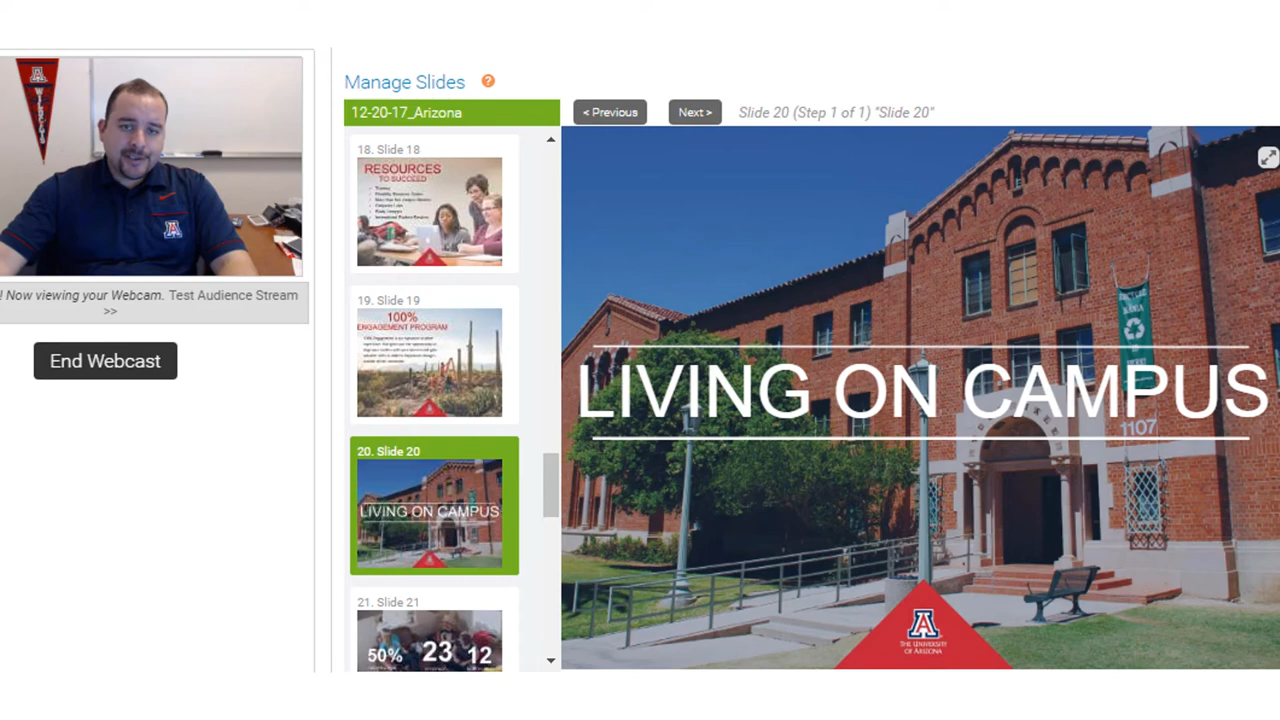 ! Now viewing your Webcam. Test Audience Stream
>>
End Webcast
Manage Slides ?
12-20-17_Arizona
< Previous
Next >
Slide 20 (Step 1 of 1) "Slide 20"
18. Slide 18
RESOURCES
TO SUCCEED
19. Slide 19
100%
ENGAGEMENT PROGRAM
20. Slide 20
LIVING ON CAMPUS
21. Slide 21
50% 23 12
LIVING ON CAMPUS
1107
A
THE UNIVERSITY
OF ARIZONA